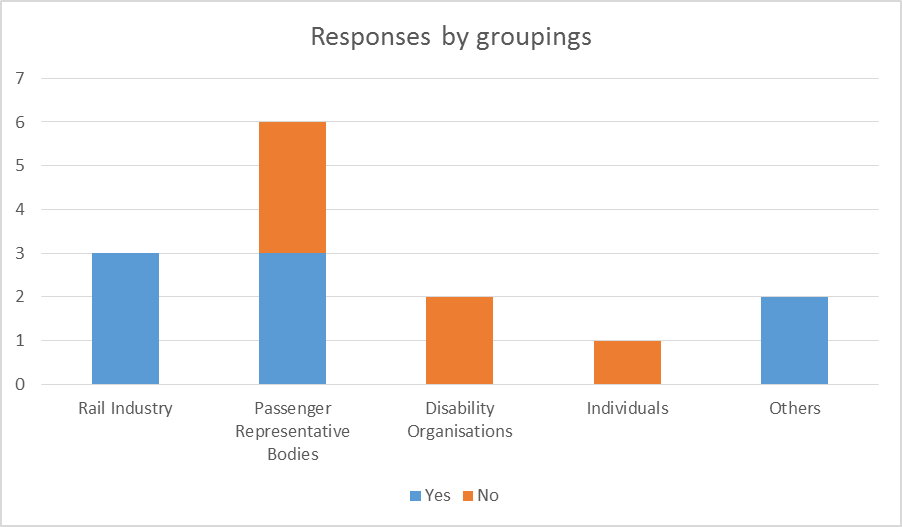 Responses by groupings
7
6
5
4
3
2
1
0
Rail Industry
Passenger
Representative
Bodies
Disability
Organisations
Individuals
Others
Yes
No